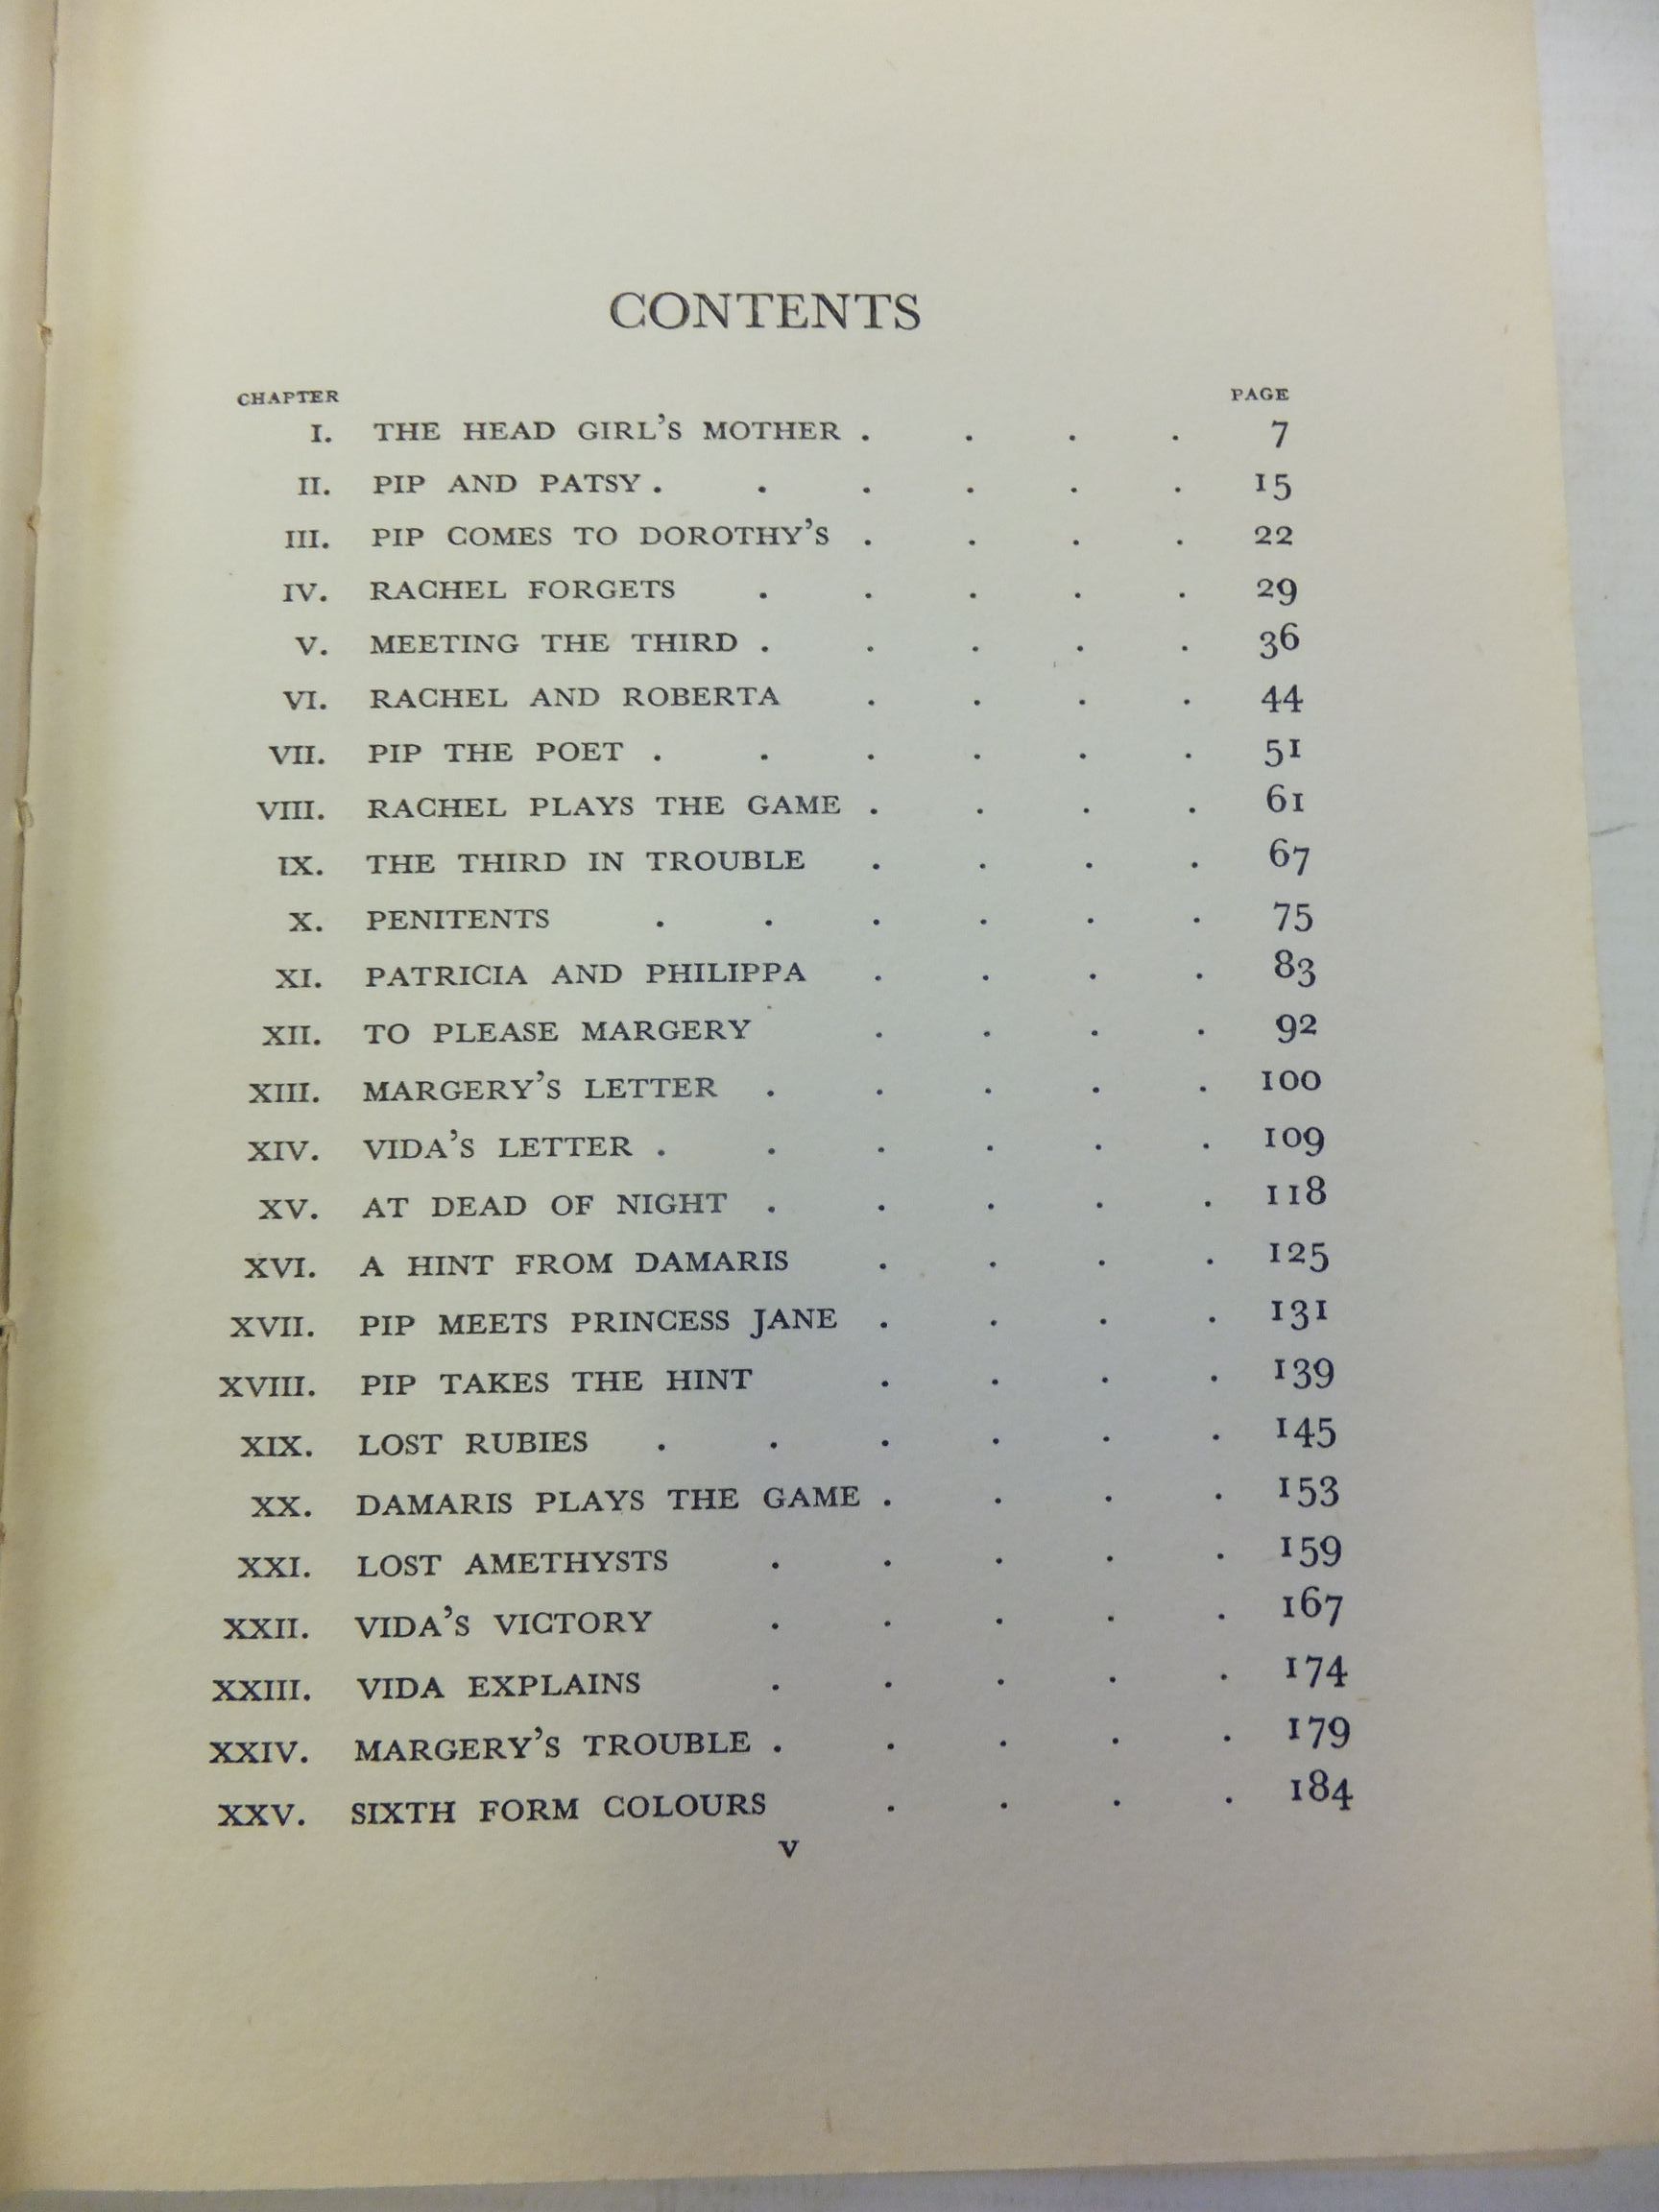 CONTENTS
CHAPTER PAGE
I. THE HEAD GIRL'S MOTHER . . . . 7
II. PIP AND PATSY . . . . . . 15
III. PIP COMES TO DOROTHY'S . . . . 22
IV. RACHEL FORGETS . . . . . 29
V. MEETING THE THIRD . . . . . 36
VI. RACHEL AND ROBERTA . . . . 44
VII. PIP THE POET . . . . . . 51
VIII. RACHEL PLAYS THE GAME . . . . 61
IX. THE THIRD IN TROUBLE . . . . 67
X. PENITENTS . . . . . . 75
XI. PATRICIA AND PHILIPPA . . . . 83
XII. TO PLEASE MARGERY . . . . 92
XIII. MARGERY'S LETTER . . . . . 100
XIV. VIDA'S LETTER . . . . . . 109
XV. AT DEAD OF NIGHT . . . . . 118
XVI. A HINT FROM DAMARIS . . . . 125
XVII. PIP MEETS PRINCESS JANE . . . . 131
XVIII. PIP TAKES THE HINT . . . . 139
XIX. LOST RUBIES . . . . . . 145
XX. DAMARIS PLAYS THE GAME . . . . 153
XXI. LOST AMETHYSTS . . . . . 159
XXII. VIDA'S VICTORY . . . . . 167
XXIII. VIDA EXPLAINS . . . . . 174
XXIV. MARGERY'S TROUBLE . . . . . 179
XXV. SIXTH FORM COLOURS . . . . 184
v